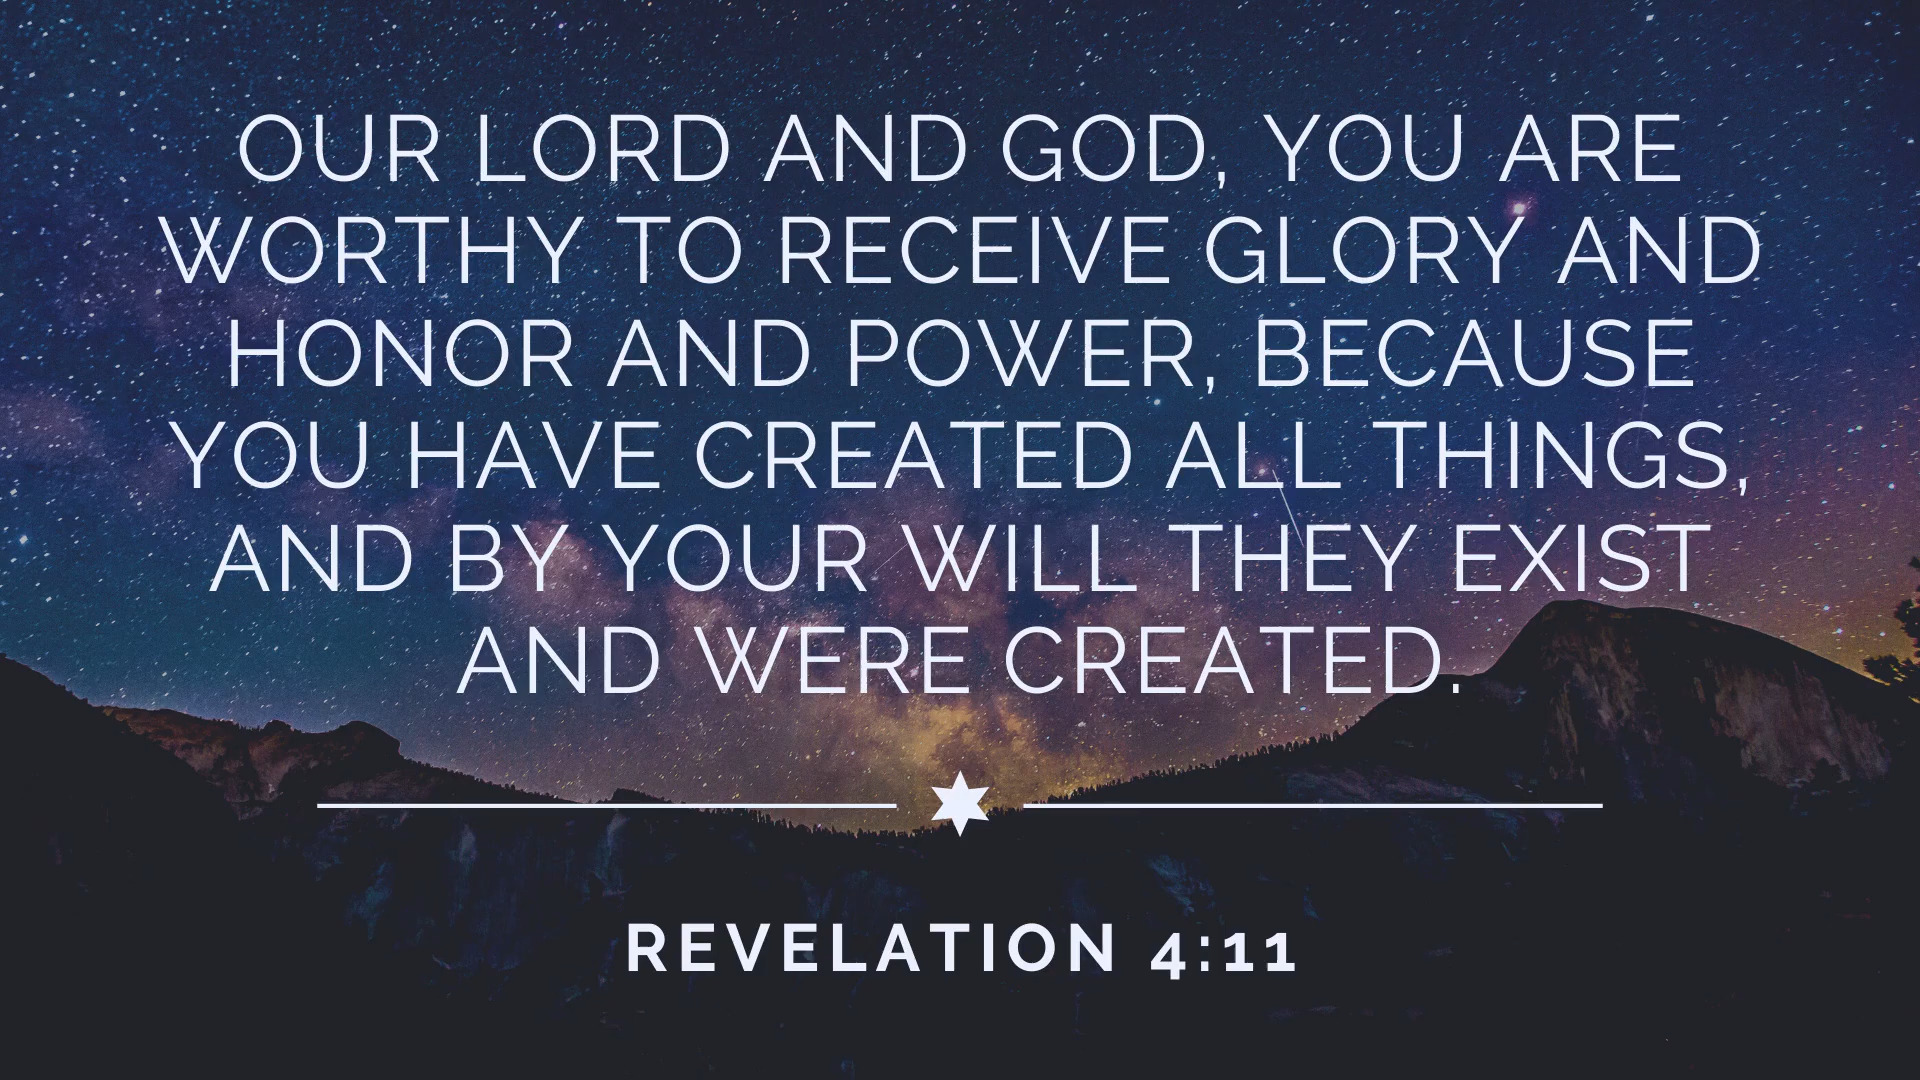 OUR LORD AND GOD, YOU ARE
WORTHY TO RECEIVE GLORY AND
HONOR AND POWER, BECAUSE
YOU HAVE CREATED ALL THINGS,
AND BY YOUR WILL THEY EXIST
AND WERE CREATED.
REVELATION 4:11